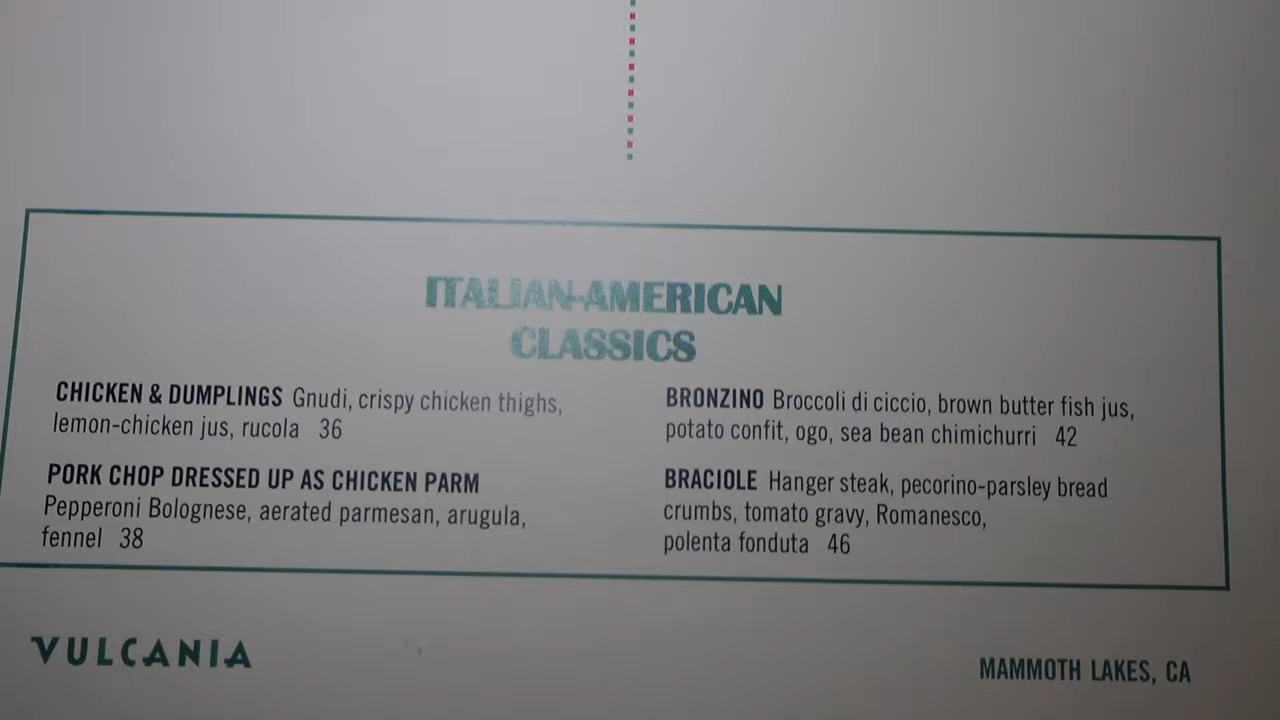 ITALIAN-AMERICAN
CLASSICS
CHICKEN & DUMPLINGS Gnudi, crispy chicken thighs,
lemon-chicken jus, rucola 36
PORK CHOP DRESSED UP AS CHICKEN PARM
Pepperoni Bolognese, aerated parmesan, arugula,
fennel 38
BRONZINO Broccoli di ciccio, brown butter fish jus,
potato confit, ogo, sea bean chimichurri 42
BRACIOLE Hanger steak, pecorino-parsley bread
crumbs, tomato gravy, Romanesco,
polenta fonduta 46
VULCANIA
MAMMOTH LAKES, CA